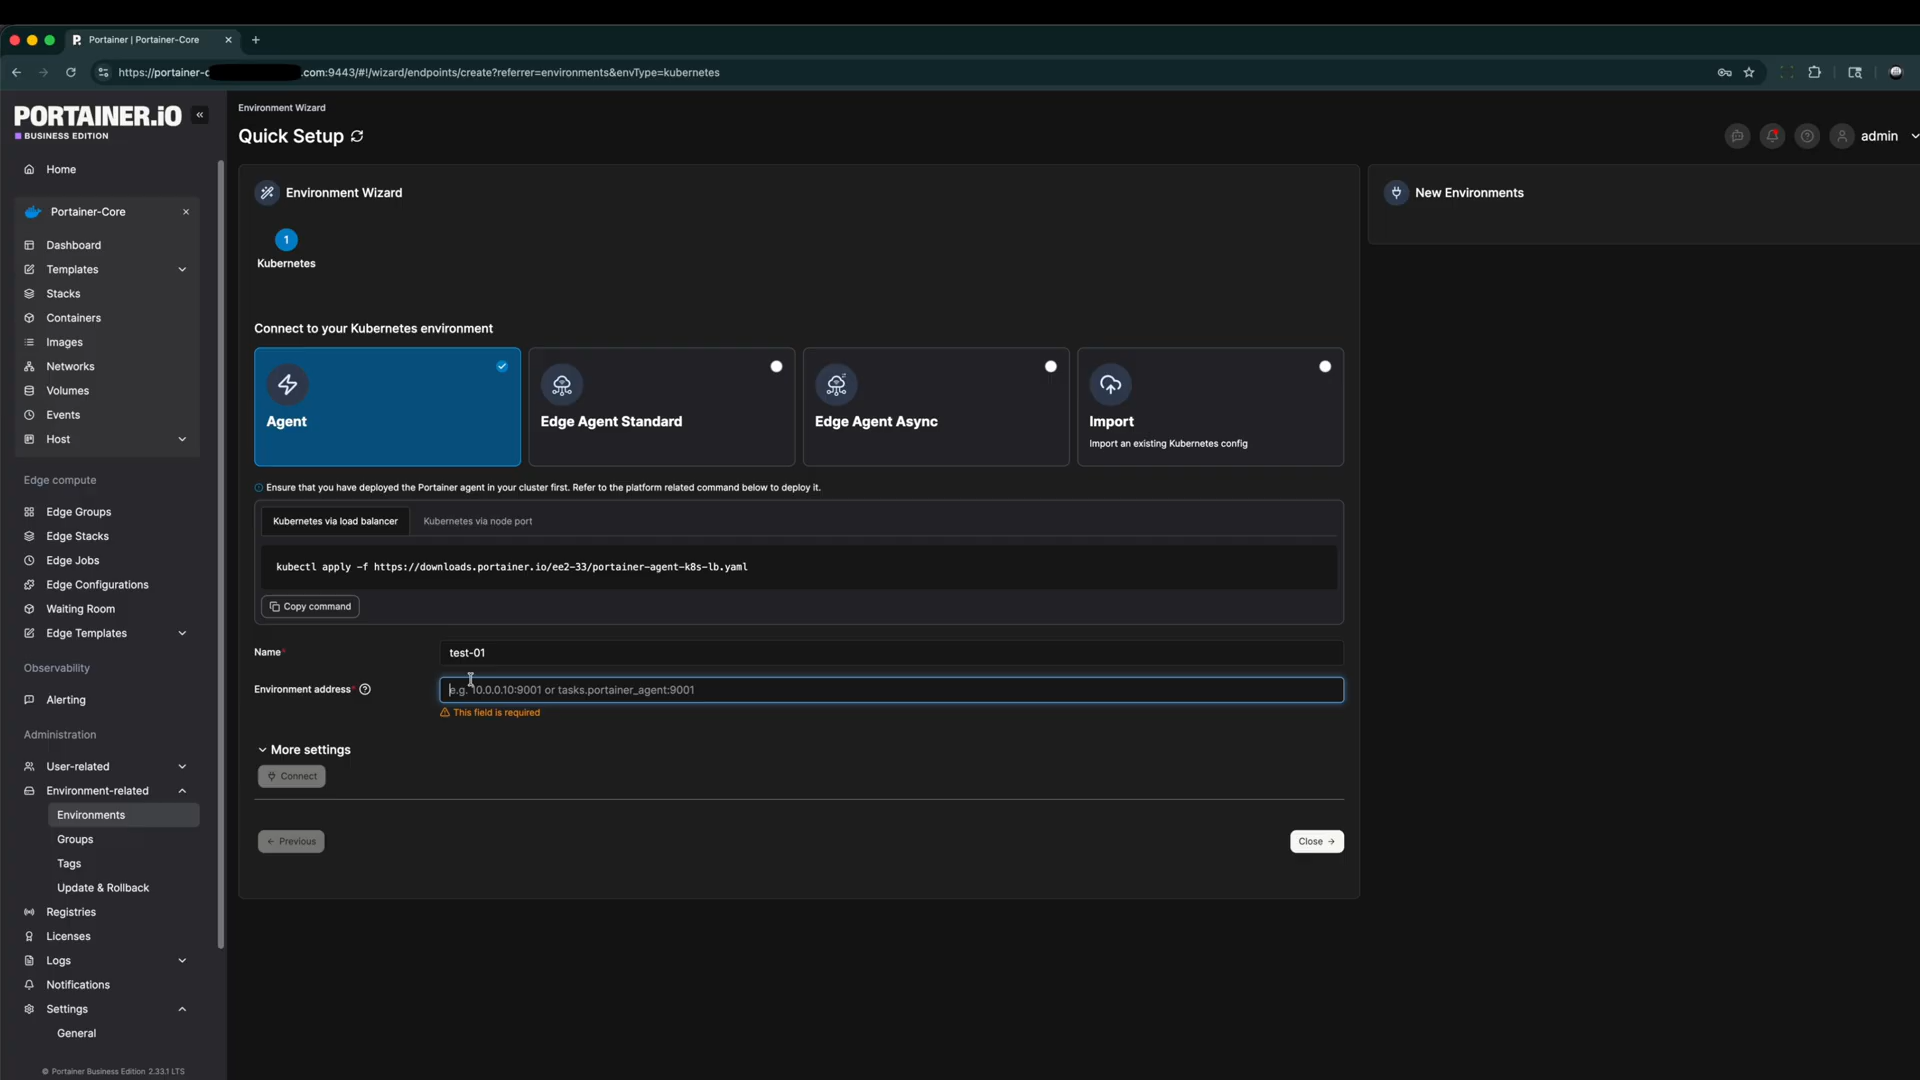 Portainer | Portainer-Core
https://portainer-c
.com:9443/#!/wizard/endpoints/create?referrer=environments&envType=kubernetes
PORTAINER.iO
BUSINESS EDITION
Home
Portainer-Core
Dashboard
Templates
Stacks
Containers
Images
Networks
Volumes
Events
Host
Edge compute
Edge Groups
Edge Stacks
Edge Jobs
Edge Configurations
Waiting Room
Edge Templates
Observability
Alerting
Administration
User-related
Environment-related
Environments
Groups
Tags
Update & Rollback
Registries
Licenses
Logs
Notifications
Settings
General
© Portainer Business Edition 2.33.1 LTS
Environment Wizard
Quick Setup
admin
Environment Wizard
1
Kubernetes
Connect to your Kubernetes environment
Agent
Edge Agent Standard
Edge Agent Async
Import
Import an existing Kubernetes config
Ensure that you have deployed the Portainer agent in your cluster first. Refer to the platform related command below to deploy it.
Kubernetes via load balancer
Kubernetes via node port
kubectl apply -f https://downloads.portainer.io/ee2-33/portainer-agent-k8s-lb.yaml
Copy command
Name*
test-01
Environment address*
e.g. 10.0.0.10:9001 or tasks.portainer_agent:9001
This field is required
More settings
Connect
Previous
Close
New Environments